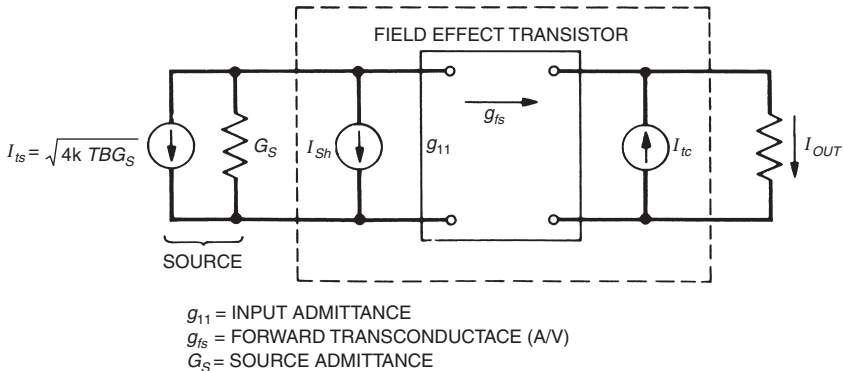 FIELD EFFECT TRANSISTOR
I_ts = √4k TBG_S
G_S
I_Sh
g_11
g_fs
I_tc
I_OUT
SOURCE
g_11 = INPUT ADMITTANCE
g_fs = FORWARD TRANSCONDUCTACE (A/V)
G_S = SOURCE ADMITTANCE